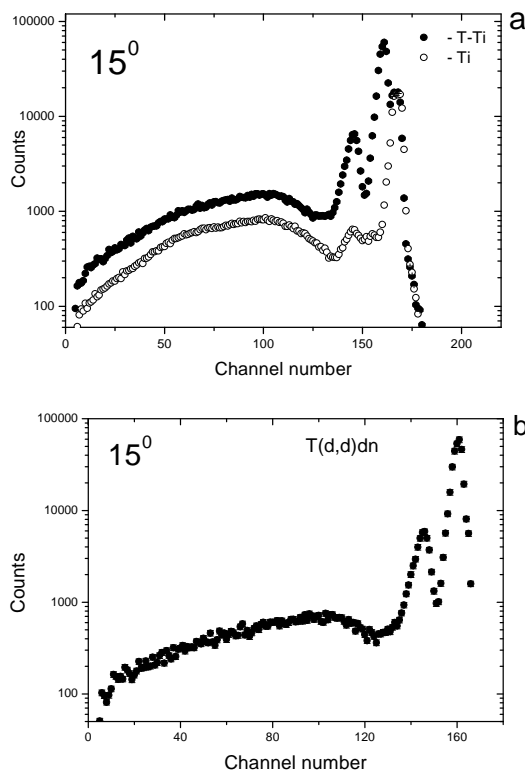 a
15⁰
- T-Ti
- Ti
100000
10000
1000
100
Counts
0 50 100 150 200
Channel number
b
15⁰
T(d,d)dn
100000
10000
1000
100
Counts
0 40 80 120 160
Channel number